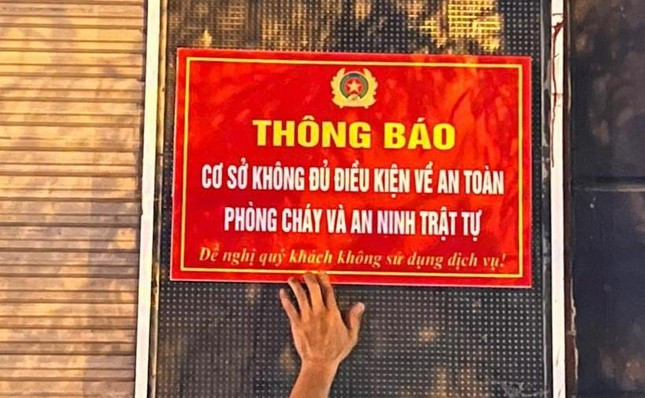 THÔNG BÁO
CƠ SỞ KHÔNG ĐỦ ĐIỀU KIỆN VỀ AN TOÀN
PHÒNG CHÁY VÀ AN NINH TRẬT TỰ
Đề nghị quý khách không sử dụng dịch vụ!